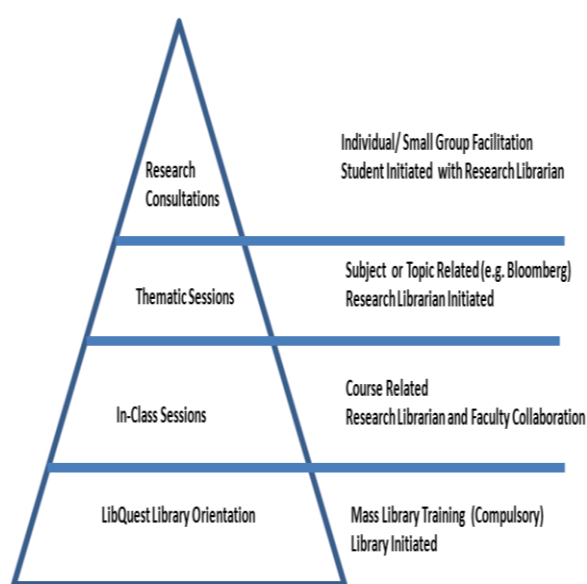 Research
Consultations
Individual/ Small Group Facilitation
Student Initiated with Research Librarian
Thematic Sessions
Subject or Topic Related (e.g. Bloomberg)
Research Librarian Initiated
In-Class Sessions
Course Related
Research Librarian and Faculty Collaboration
LibQuest Library Orientation
Mass Library Training (Compulsory)
Library Initiated